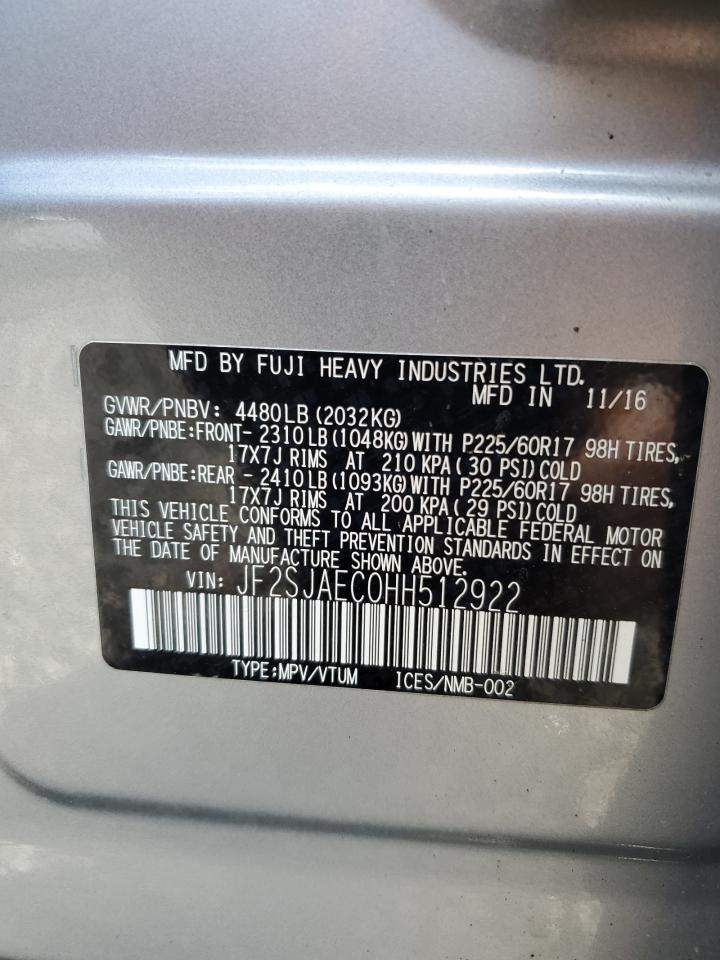 MFD BY FUJI HEAVY INDUSTRIES LTD.
MFD IN 11/16
GVWR/PNBV: 4480LB (2032KG)
GAWR/PNBE:FRONT- 2310LB(1048KG)WITH P225/60R17 98H TIRES,
17X7J RIMS AT 210 KPA(30 PSI)COLD
GAWR/PNBE:REAR - 2410LB(1093KG)WITH P225/60R17 98H TIRES,
17X7J RIMS AT 200 KPA(29 PSI)COLD
THIS VEHICLE CONFORMS TO ALL APPLICABLE FEDERAL MOTOR
VEHICLE SAFETY AND THEFT PREVENTION STANDARDS IN EFFECT ON
THE DATE OF MANUFACTURE SHOWN ABOVE.
VIN: JF2SJAEC0HH512922
TYPE:MPV/VTUM ICES/NMB-002